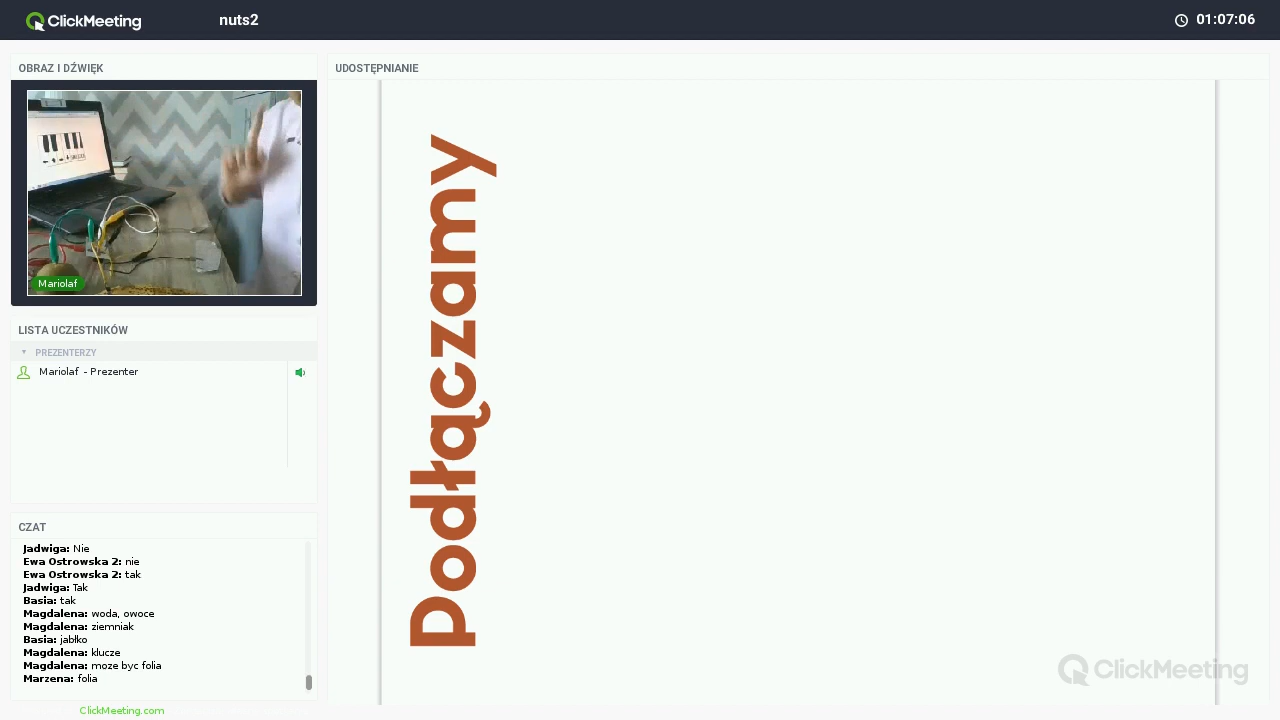 ClickMeeting
nuts2
01:07:06
OBRAZ I DŹWIĘK
Mariolaf
LISTA UCZESTNIKÓW
PREZENTERZY
Mariolaf - Prezenter
CZAT
Jadwiga: Nie
Ewa Ostrowska 2: nie
Ewa Ostrowska 2: tak
Jadwiga: Tak
Basia: tak
Magdalena: woda, owoce
Magdalena: ziemniak
Basia: jabłko
Magdalena: klucze
Magdalena: moze byc folia
Marzena: folia
ClickMeeting.com
UDOSTĘPNIANIE
Podłączamy
ClickMeeting